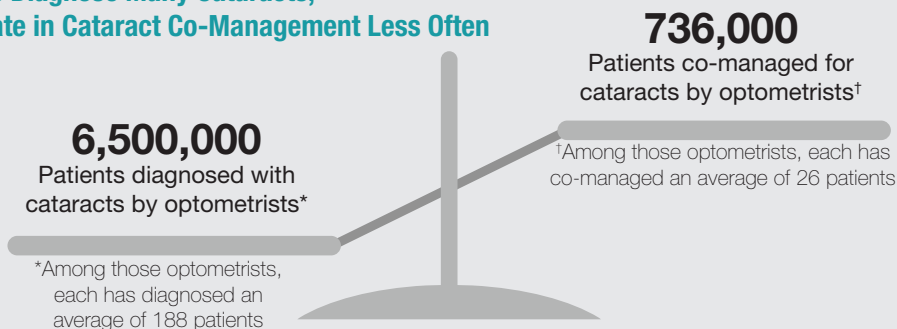 Diagnose Many Cataracts,
in Cataract Co-Management Less Often
736,000
Patients co-managed for
cataracts by optometrists†
†Among those optometrists, each has
co-managed an average of 26 patients
6,500,000
Patients diagnosed with
cataracts by optometrists*
*Among those optometrists,
each has diagnosed an
average of 188 patients